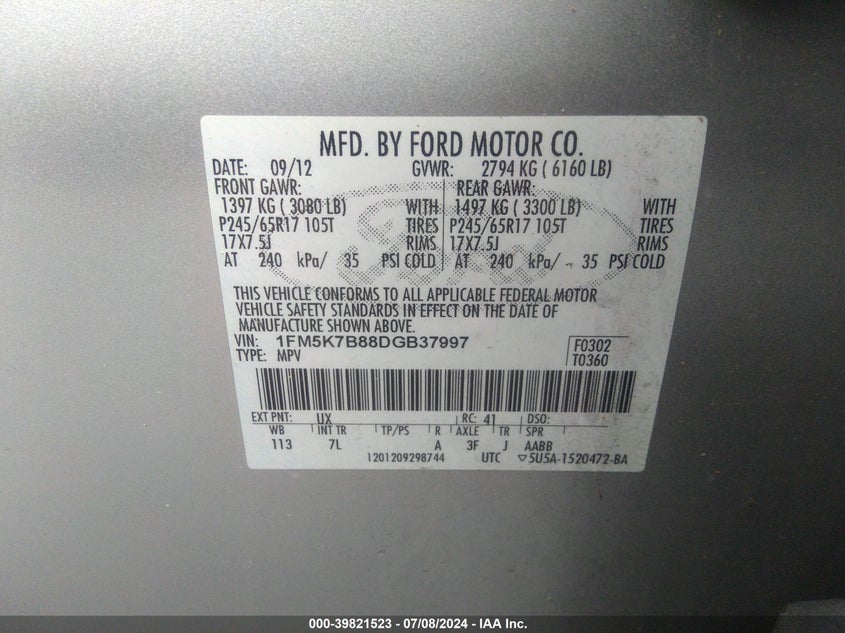 MFD. BY FORD MOTOR CO.
DATE: 09/12 GVWR: 2794 KG ( 6160 LB)
FRONT GAWR: REAR GAWR:
1397 KG ( 3080 LB) WITH 1497 KG ( 3300 LB) WITH
P245/65R17 105T TIRES P245/65R17 105T TIRES
17X7.5J RIMS 17X7.5J RIMS
AT 240 kPa/ 35 PSI COLD AT 240 kPa/ 35 PSI COLD
THIS VEHICLE CONFORMS TO ALL APPLICABLE FEDERAL MOTOR
VEHICLE SAFETY STANDARDS IN EFFECT ON THE DATE OF
MANUFACTURE SHOWN ABOVE.
VIN: 1FM5K7B88DGB37997 F0302
TYPE: MPV T0360
EXT PNT: UX RC: 41 DSO:
WB INT TR TP/PS R AXLE TR SPR
113 7L A 3F J AABB
1201209298744 UTC ▽5U5A-1520472-BA
000-39821523 - 07/08/2024 - IAA Inc.